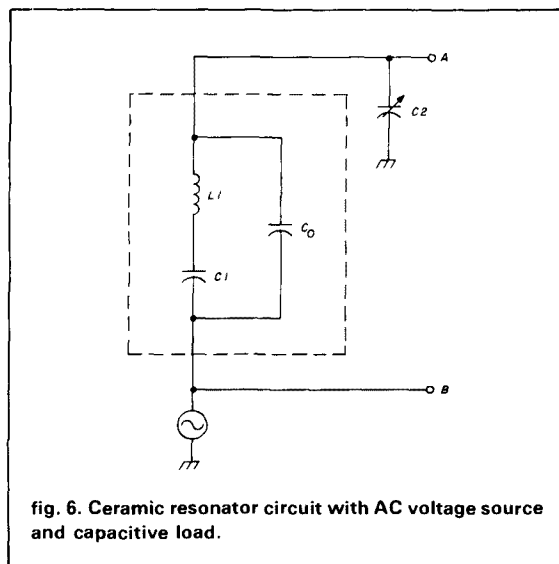 A
C2
L1
C0
C1
B
fig. 6. Ceramic resonator circuit with AC voltage source
and capacitive load.